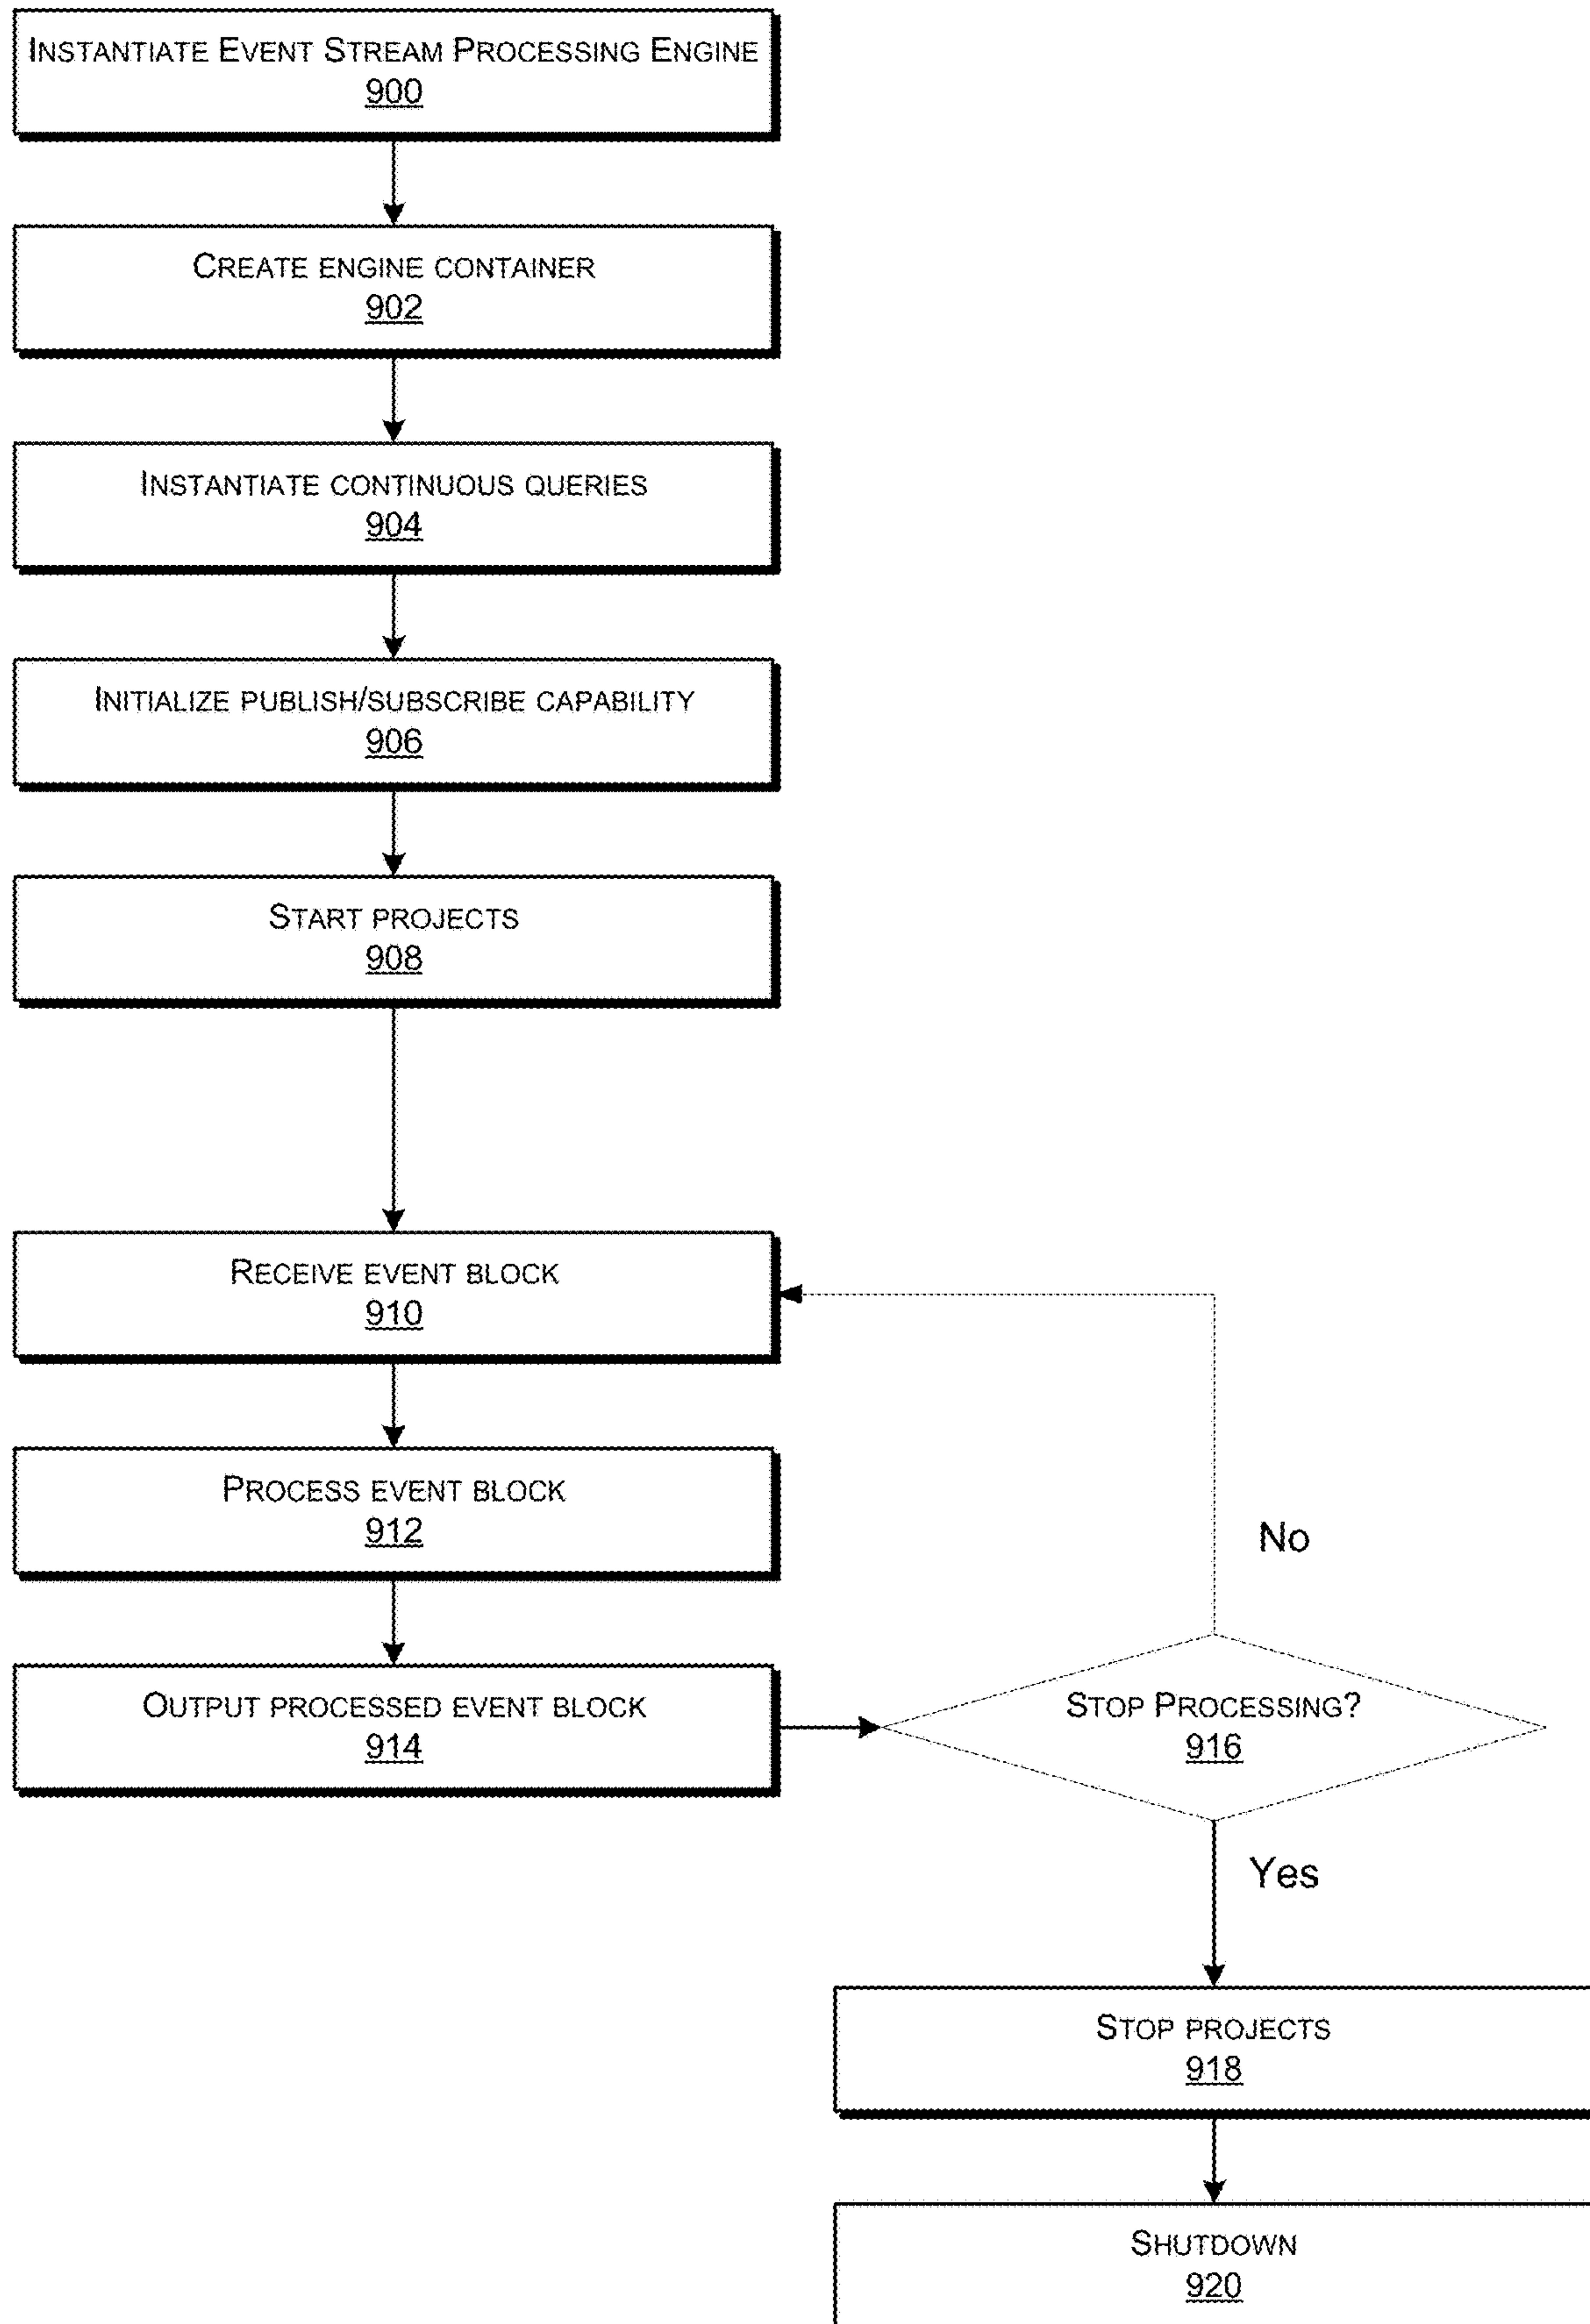 INSTANTIATE EVENT STREAM PROCESSING ENGINE
900
CREATE ENGINE CONTAINER
902
INSTANTIATE CONTINUOUS QUERIES
904
INITIALIZE PUBLISH/SUBSCRIBE CAPABILITY
906
START PROJECTS
908
RECEIVE EVENT BLOCK
910
PROCESS EVENT BLOCK
912
No
OUTPUT PROCESSED EVENT BLOCK
914
STOP PROCESSING?
916
Yes
STOP PROJECTS
918
SHUTDOWN
920